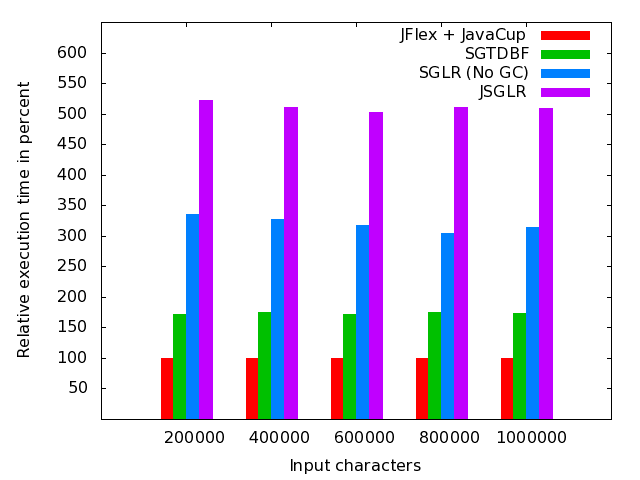 JFlex + JavaCup
SGTDBF
SGLR (No GC)
JSGLR
600
550
500
450
400
350
300
250
200
150
100
50
Relative execution time in percent
200000 400000 600000 800000 1000000
Input characters